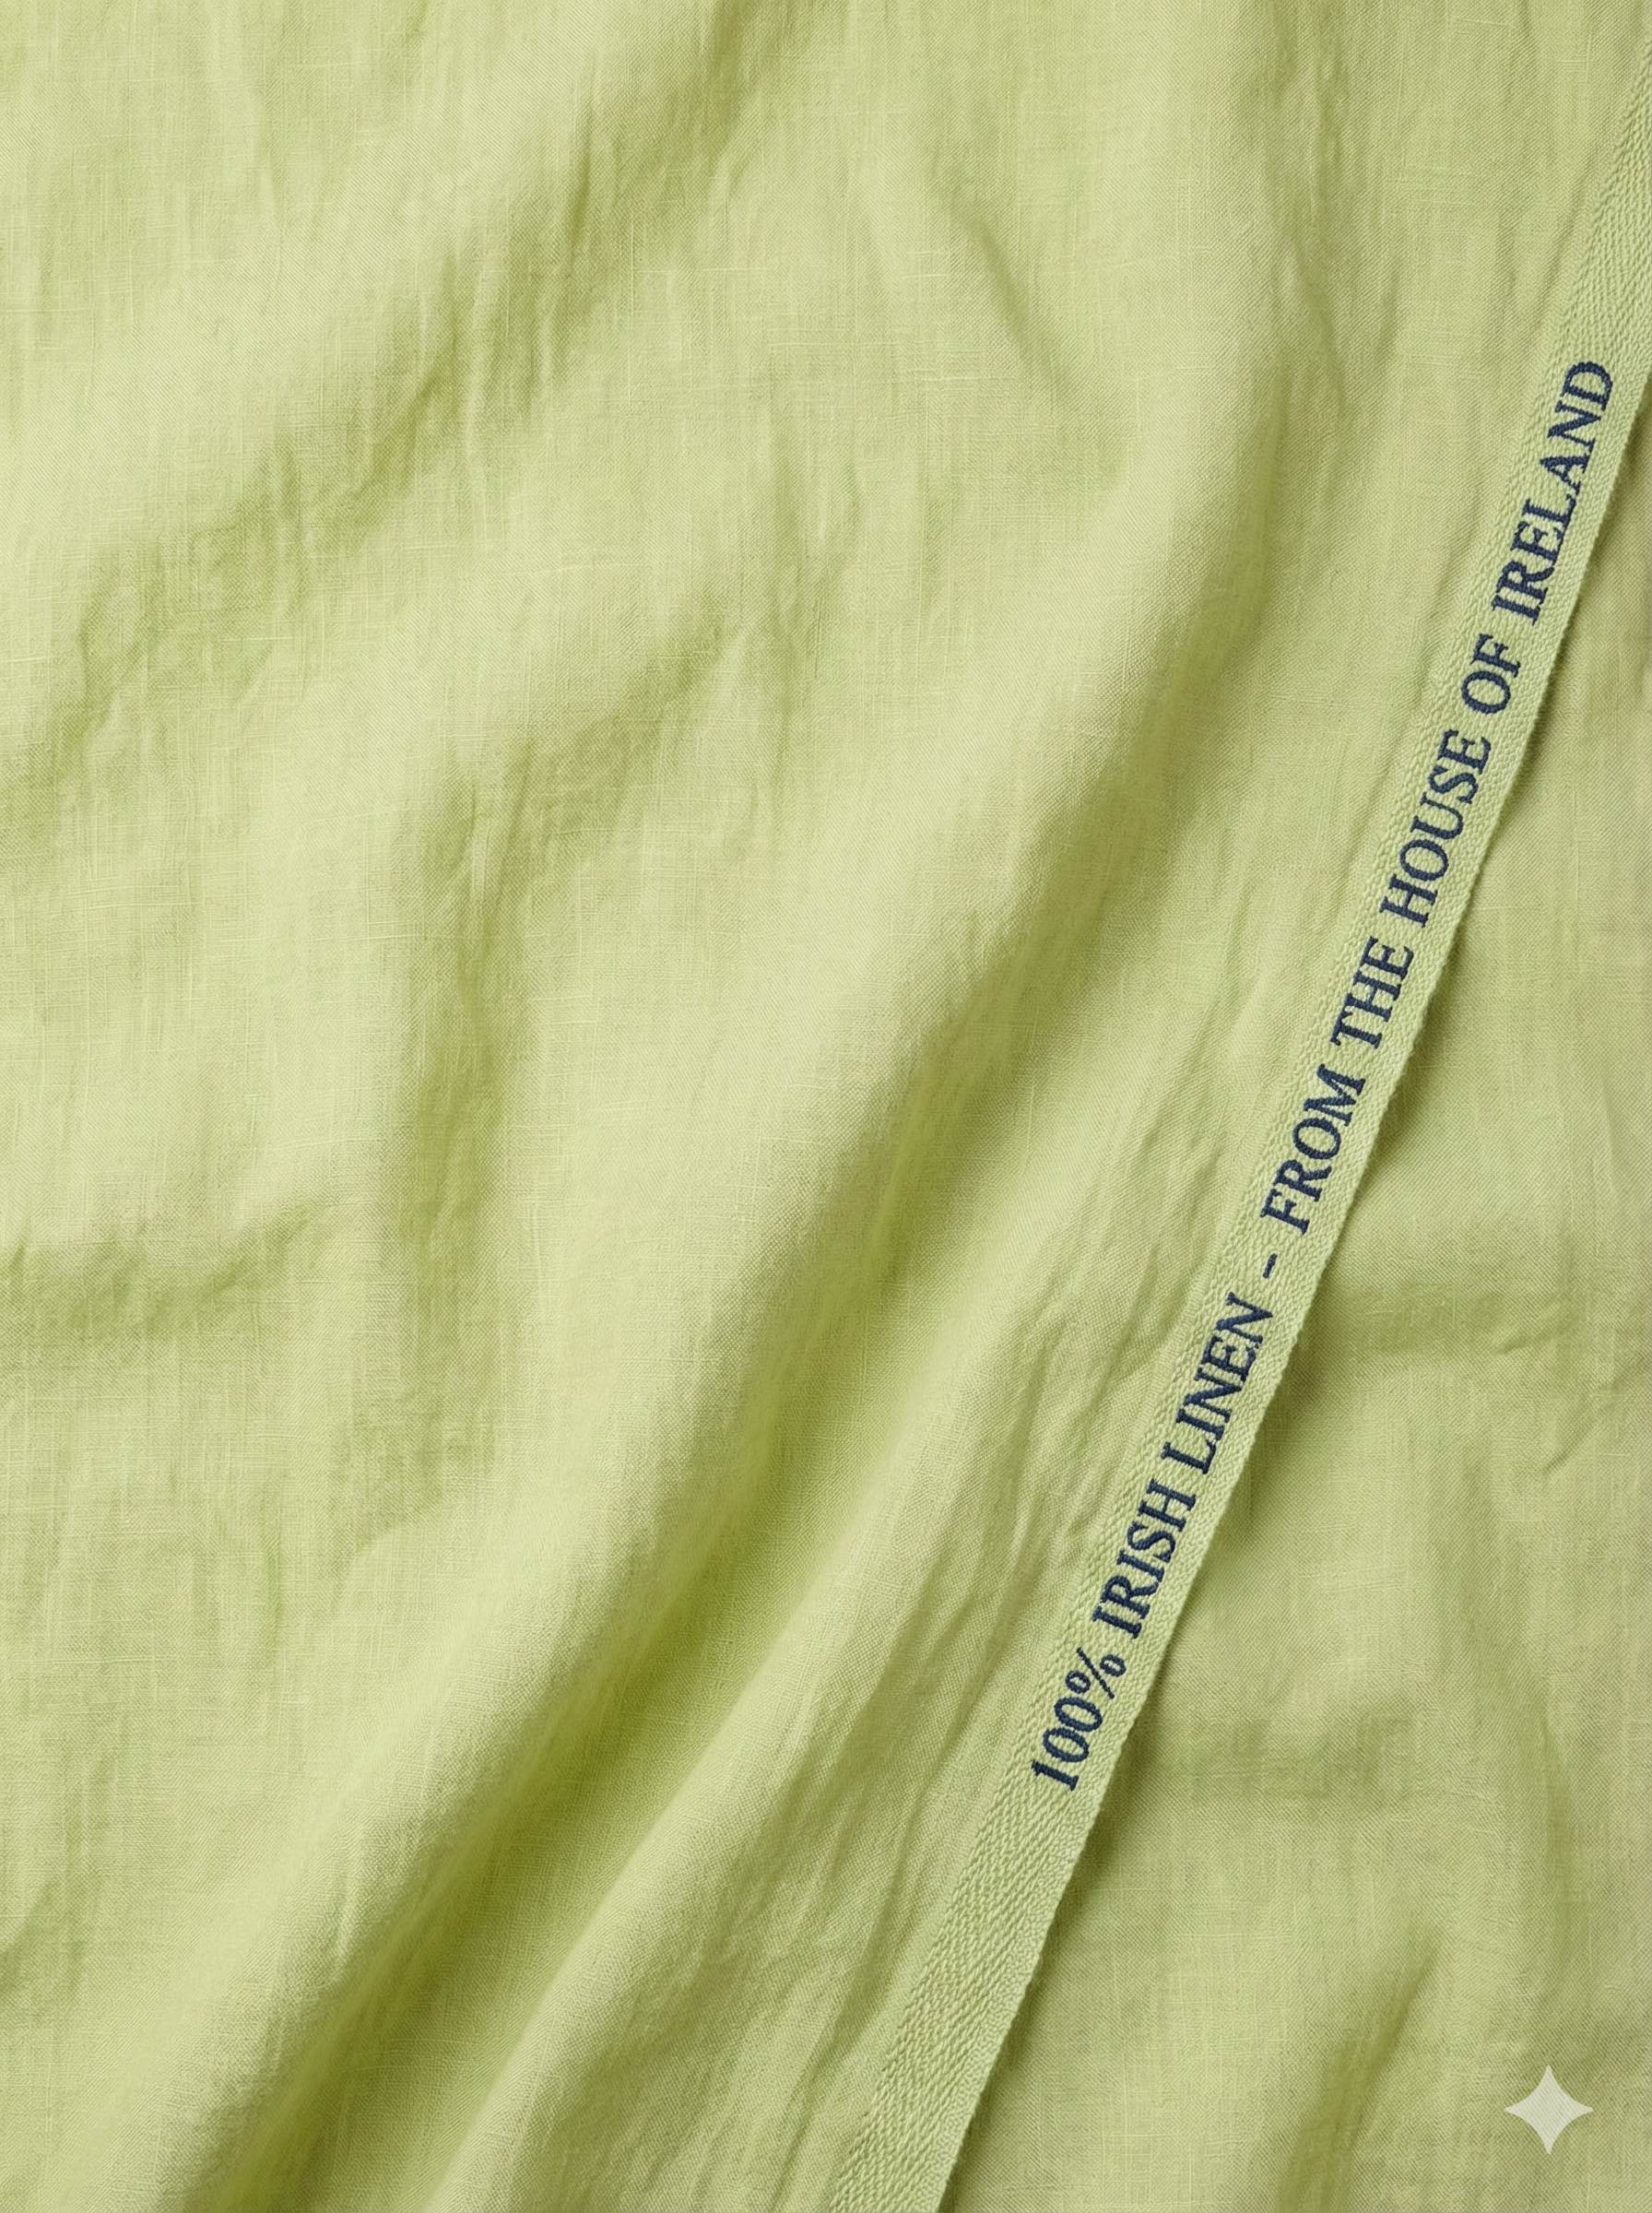 100% IRISH LINEN - FROM THE HOUSE OF IRELAND